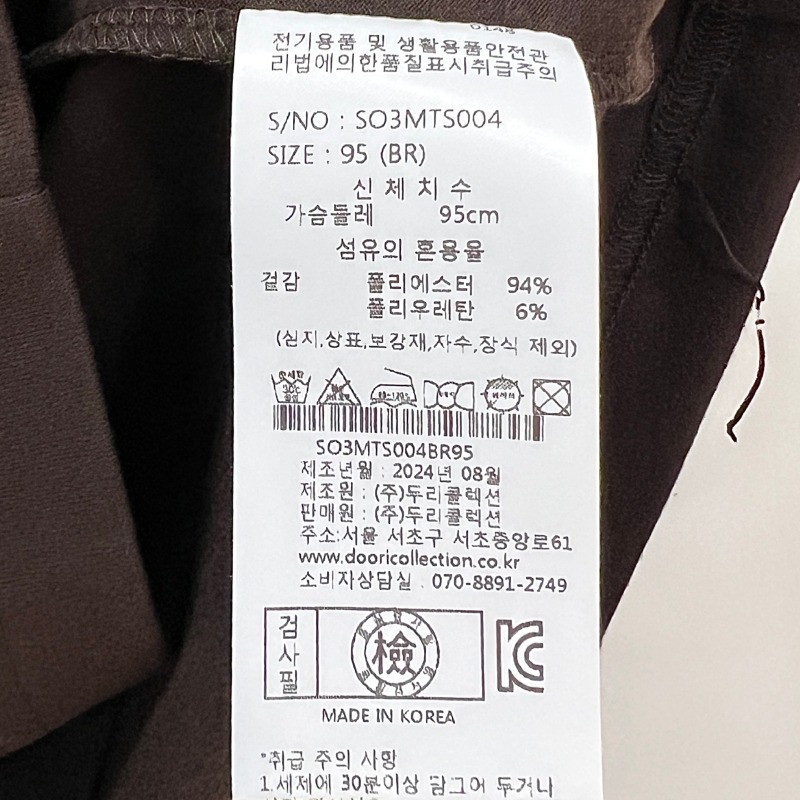 0148
전기용품 및 생활용품안전관
리법에의한품질표시취급주의
S/NO : SO3MTS004
SIZE : 95 (BR)
신 체 치 수
가슴둘레 95cm
섬유의 혼용율
겉감 폴리에스터 94%
폴리우레탄 6%
(심지,상표,보강재,자수,장식 제외)
SO3MTS004BR95
제조년월 : 2024년 08월
제조원 : (주)두리콜렉션
판매원 : (주)두리콜렉션
주소:서울 서초구 서초중앙로61
www.dooricollection.co.kr
소비자상담실 : 070-8891-2749
검사필
檢
KC
MADE IN KOREA
*취급 주의 사항
1.세제에 30분이상 담그어 두거나